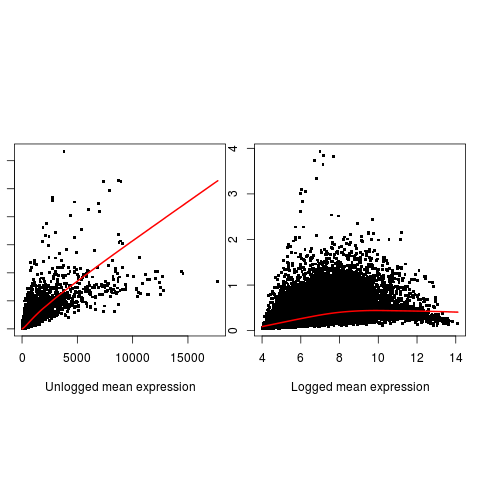 0 5000 10000 15000
Unlogged mean expression
0 1 2 3 4
4 6 8 10 12 14
Logged mean expression